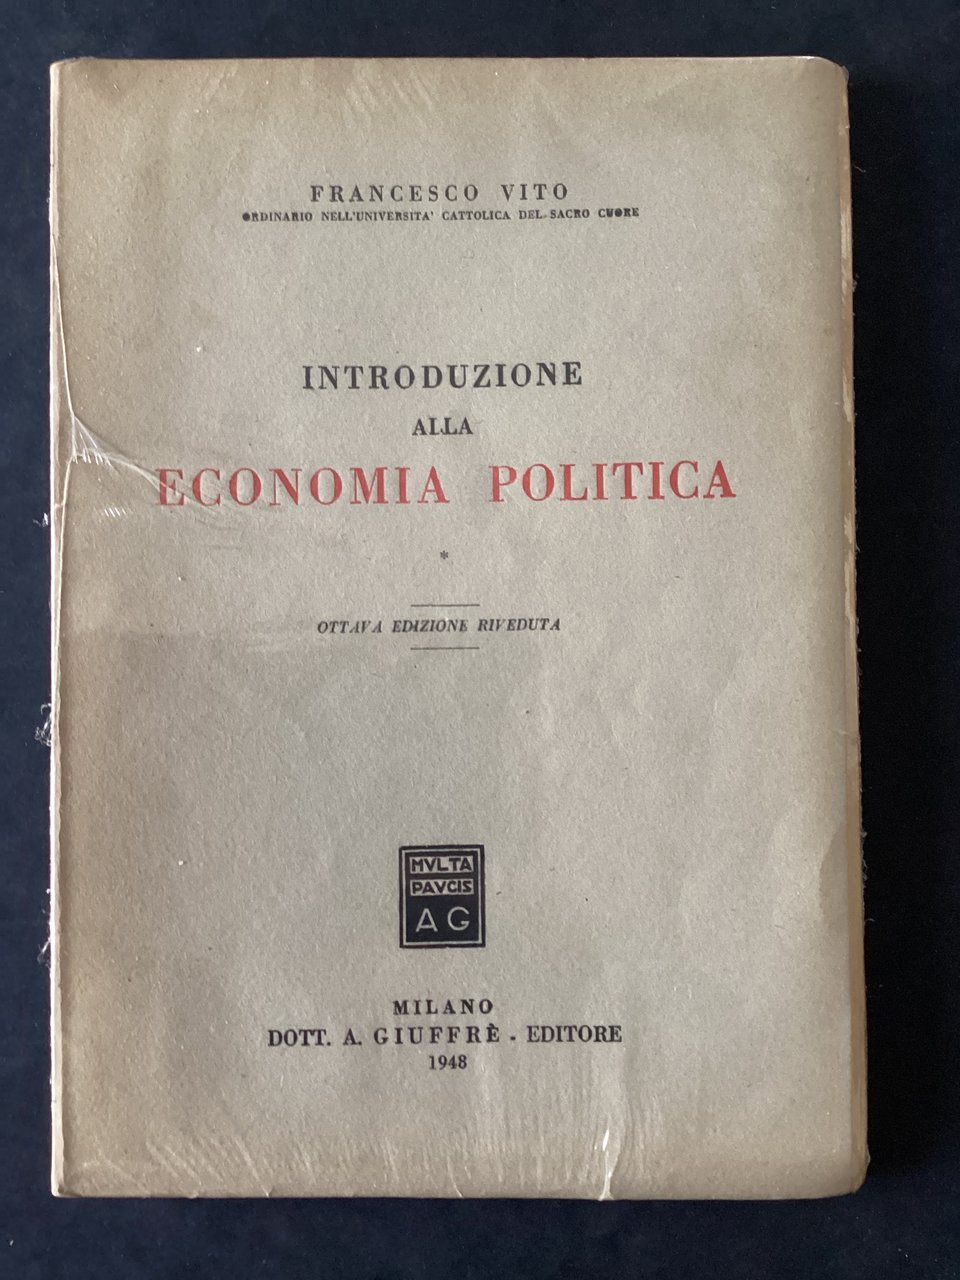 FRANCESCO VITO
ORDINARIO NELL'UNIVERSITA' CATTOLICA DEL SACRO CUORE
INTRODUZIONE
ALLA
ECONOMIA POLITICA
*
OTTAVA EDIZIONE RIVEDUTA
MVLTA
PAVCIS
AG
MILANO
DOTT. A. GIUFFRÈ - EDITORE
1948